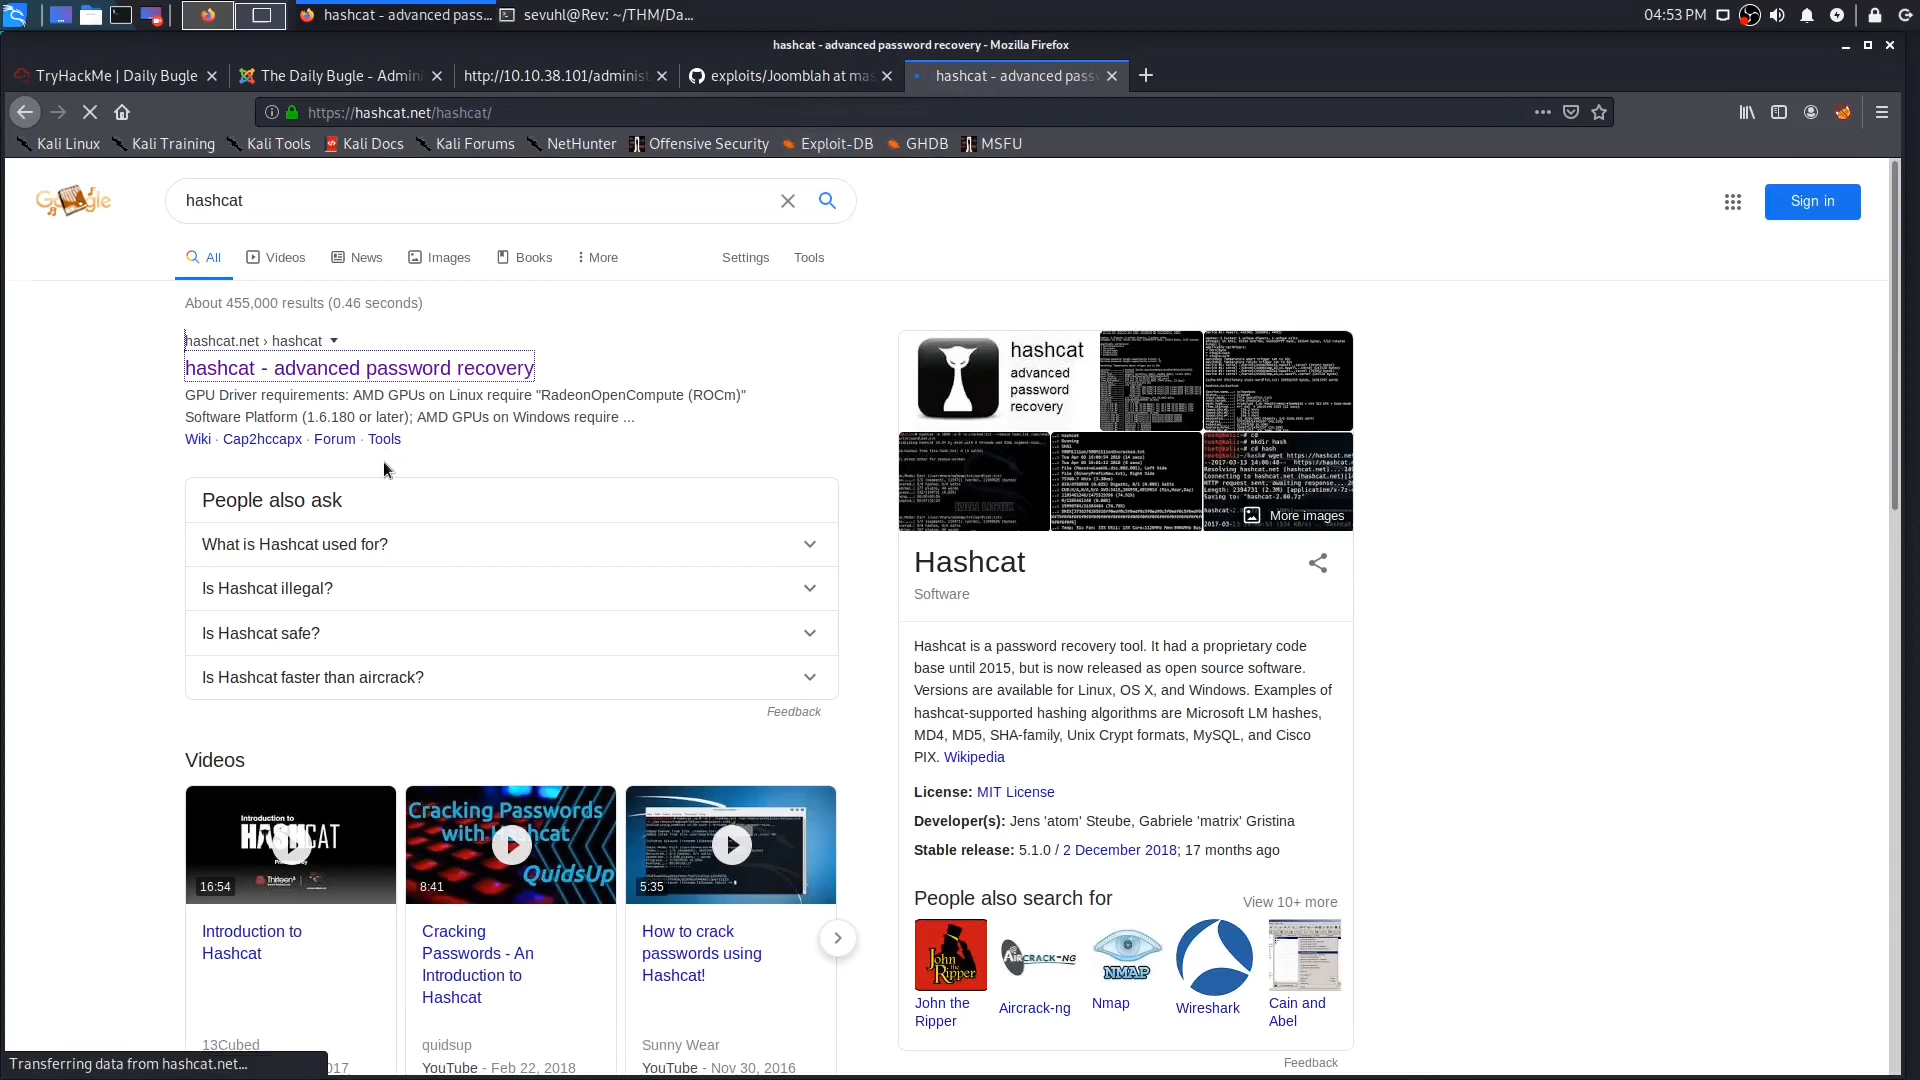 hashcat - advanced pass...
sevuhl@Rev: ~/THM/Da...
04:53 PM
hashcat - advanced password recovery - Mozilla Firefox
TryHackMe | Daily Bugle
The Daily Bugle - Admini
http://10.10.38.101/administ
exploits/Joomblah at mas
hashcat - advanced passw
https://hashcat.net/hashcat/
Kali Linux
Kali Training
Kali Tools
Kali Docs
Kali Forums
NetHunter
Offensive Security
Exploit-DB
GHDB
MSFU
hashcat
Sign in
All
Videos
News
Images
Books
More
Settings
Tools
About 455,000 results (0.46 seconds)
hashcat.net › hashcat
hashcat - advanced password recovery
GPU Driver requirements: AMD GPUs on Linux require "RadeonOpenCompute (ROCm)"
Software Platform (1.6.180 or later); AMD GPUs on Windows require ...
Wiki · Cap2hccapx · Forum · Tools
People also ask
What is Hashcat used for?
Is Hashcat illegal?
Is Hashcat safe?
Is Hashcat faster than aircrack?
Feedback
Videos
Introduction to
HASHCAT
16:54
Cracking Passwords
with Hashcat
QuidsUp
8:41
5:35
Introduction to
Hashcat
13Cubed
017
Cracking
Passwords - An
Introduction to
Hashcat
quidsup
YouTube - Feb 22, 2018
How to crack
passwords using
Hashcat!
Sunny Wear
YouTube - Nov 30, 2016
hashcat
advanced
password
recovery
More images
Hashcat
Software
Hashcat is a password recovery tool. It had a proprietary code
base until 2015, but is now released as open source software.
Versions are available for Linux, OS X, and Windows. Examples of
hashcat-supported hashing algorithms are Microsoft LM hashes,
MD4, MD5, SHA-family, Unix Crypt formats, MySQL, and Cisco
PIX. Wikipedia
License: MIT License
Developer(s): Jens 'atom' Steube, Gabriele 'matrix' Gristina
Stable release: 5.1.0 / 2 December 2018; 17 months ago
People also search for
View 10+ more
John the
Ripper
Aircrack-ng
NMAP
Nmap
Wireshark
Cain and
Abel
Feedback
Transferring data from hashcat.net...